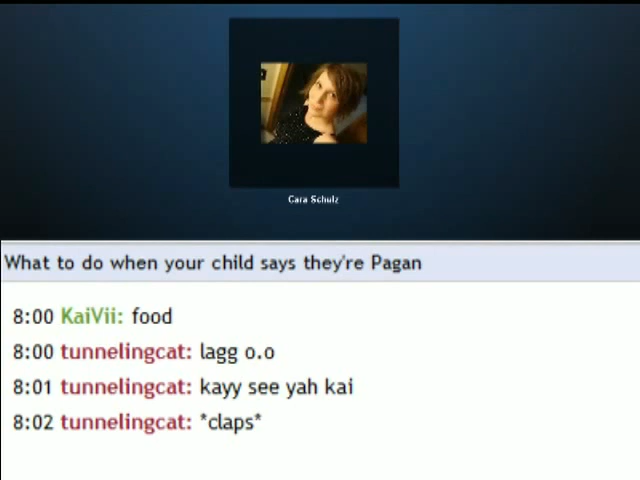 Cara Schulz
What to do when your child says they're Pagan
8:00 KaiVii: food
8:00 tunnelingcat: lagg o.o
8:01 tunnelingcat: kayy see yah kai
8:02 tunnelingcat: *claps*